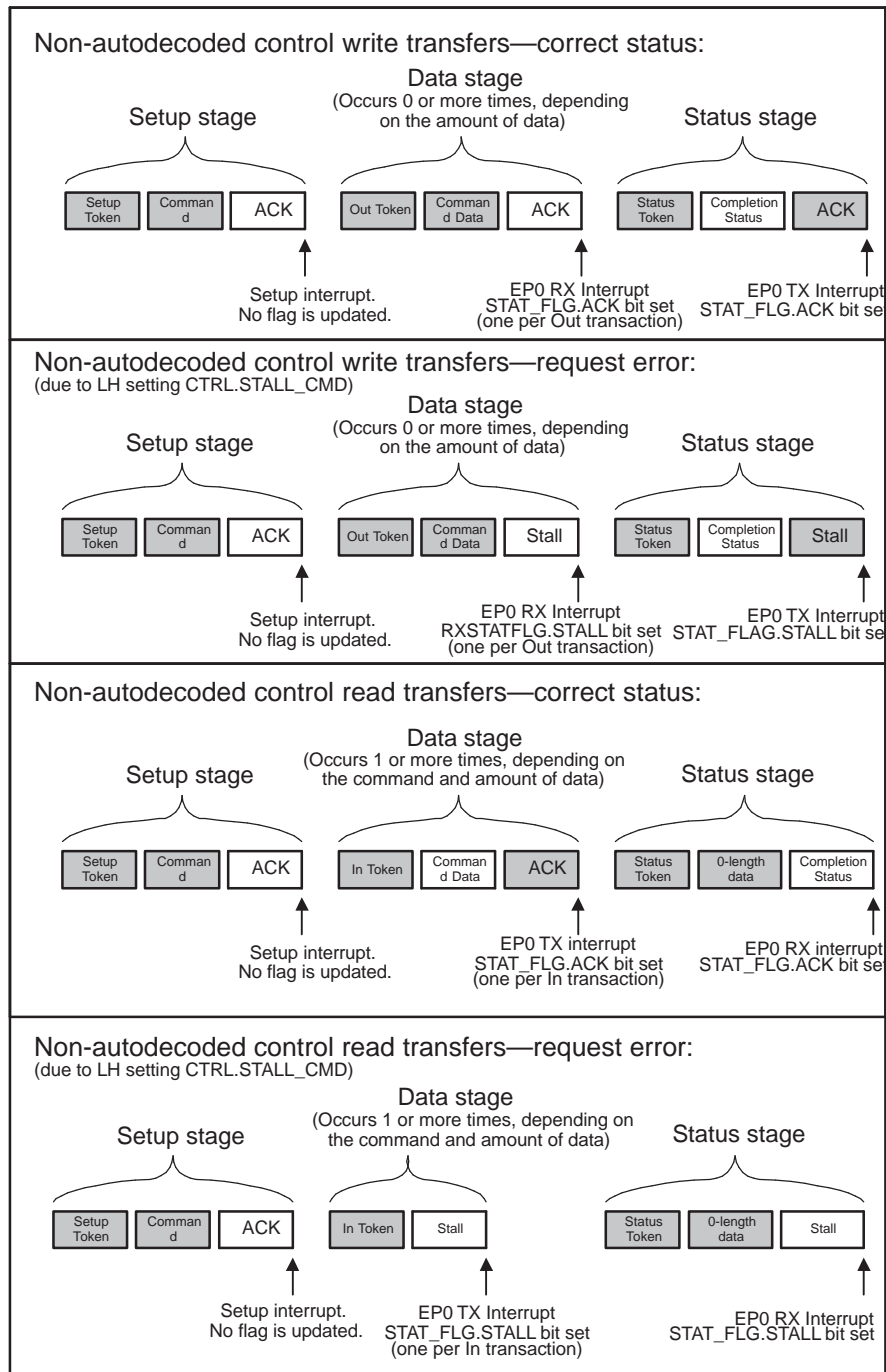 Non-autodecoded control write transfers—correct status:
Data stage
(Occurs 0 or more times, depending
on the amount of data)
Setup stage
Status stage
Setup
Token
Comman
d
ACK
Out Token
Comman
d Data
ACK
Status
Token
Completion
Status
ACK
Setup interrupt.
No flag is updated.
EP0 RX Interrupt
STAT_FLG.ACK bit set
(one per Out transaction)
EP0 TX Interrupt
STAT_FLG.ACK bit set
Non-autodecoded control write transfers—request error:
(due to LH setting CTRL.STALL_CMD)
Data stage
(Occurs 0 or more times, depending
on the amount of data)
Setup stage
Status stage
Setup
Token
Comman
d
ACK
Out Token
Comman
d Data
Stall
Status
Token
Completion
Status
Stall
Setup interrupt.
No flag is updated.
EP0 RX Interrupt
RXSTATFLG.STALL bit set
(one per Out transaction)
EP0 TX Interrupt
STAT_FLAG.STALL bit set
Non-autodecoded control read transfers—correct status:
Data stage
(Occurs 1 or more times, depending on
the command and amount of data)
Setup stage
Status stage
Setup
Token
Comman
d
ACK
In Token
Comman
d Data
ACK
Status
Token
0-length
data
Completion
Status
Setup interrupt.
No flag is updated.
EP0 TX interrupt
STAT_FLG.ACK bit set
(one per In transaction)
EP0 RX interrupt
STAT_FLG.ACK bit set
Non-autodecoded control read transfers—request error:
(due to LH setting CTRL.STALL_CMD)
Data stage
(Occurs 1 or more times, depending on
the command and amount of data)
Setup stage
Status stage
Setup
Token
Comman
d
ACK
In Token
Stall
Status
Token
0-length
data
Stall
Setup interrupt.
No flag is updated.
EP0 TX Interrupt
STAT_FLG.STALL bit set
(one per In transaction)
EP0 RX Interrupt
STAT_FLG.STALL bit set